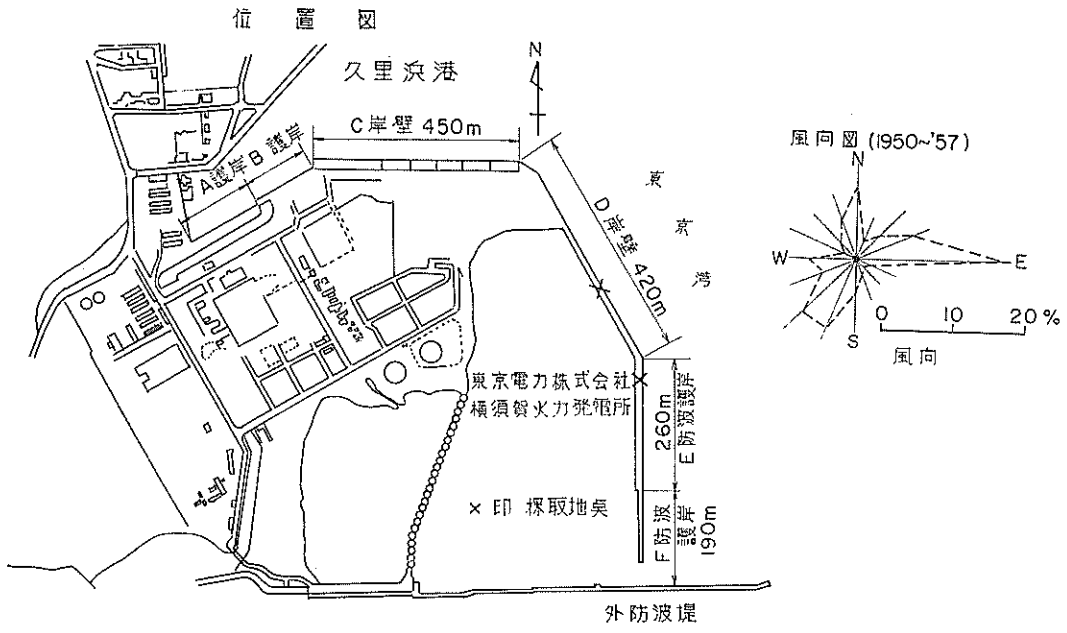 位置図
久里浜港
N
C岸壁 450m
A護岸 B護岸
D岸壁 420m
東京湾
東京電力株式会社
横須賀火力発電所
260m
E防波護岸
×印 採取地点
F防波護岸
190m
外防波堤
風向図 (1950~'57)
N
W
E
S
0 10 20%
風向